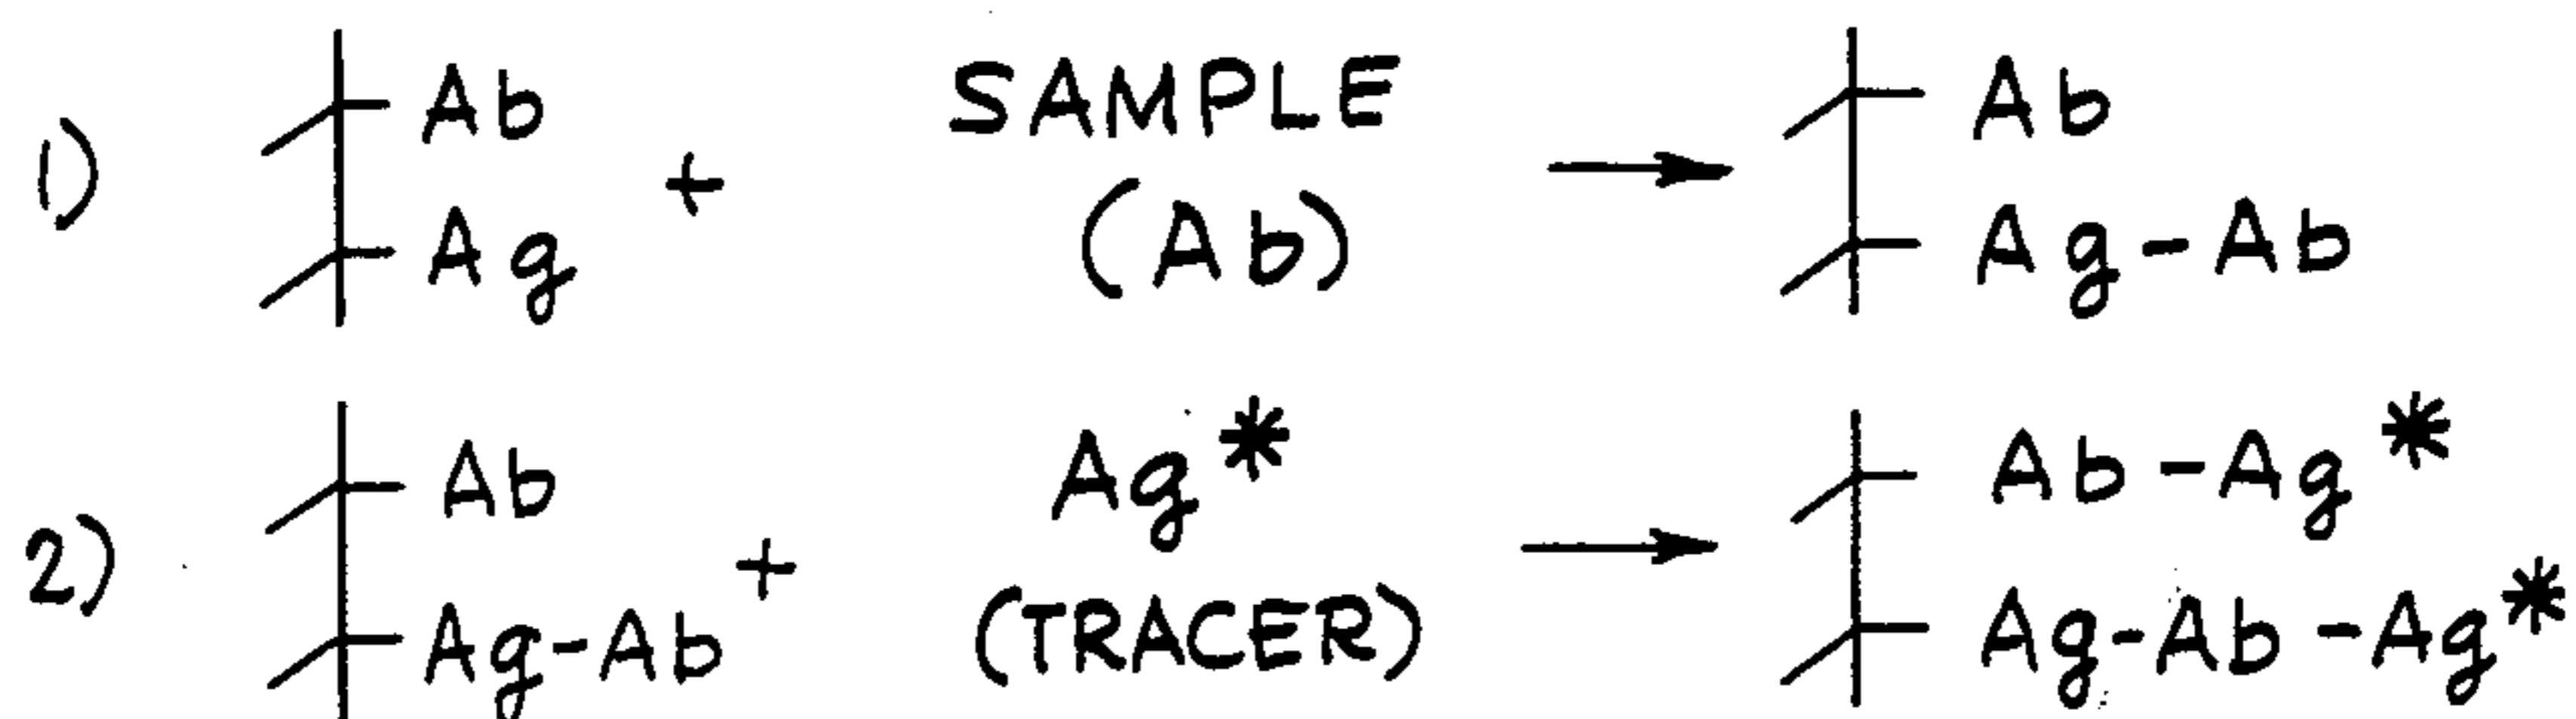 1) Ab + SAMPLE → Ab
Ag (Ab) Ag-Ab
2) Ab + Ag* → Ab-Ag*
Ag-Ab (TRACER) Ag-Ab-Ag*